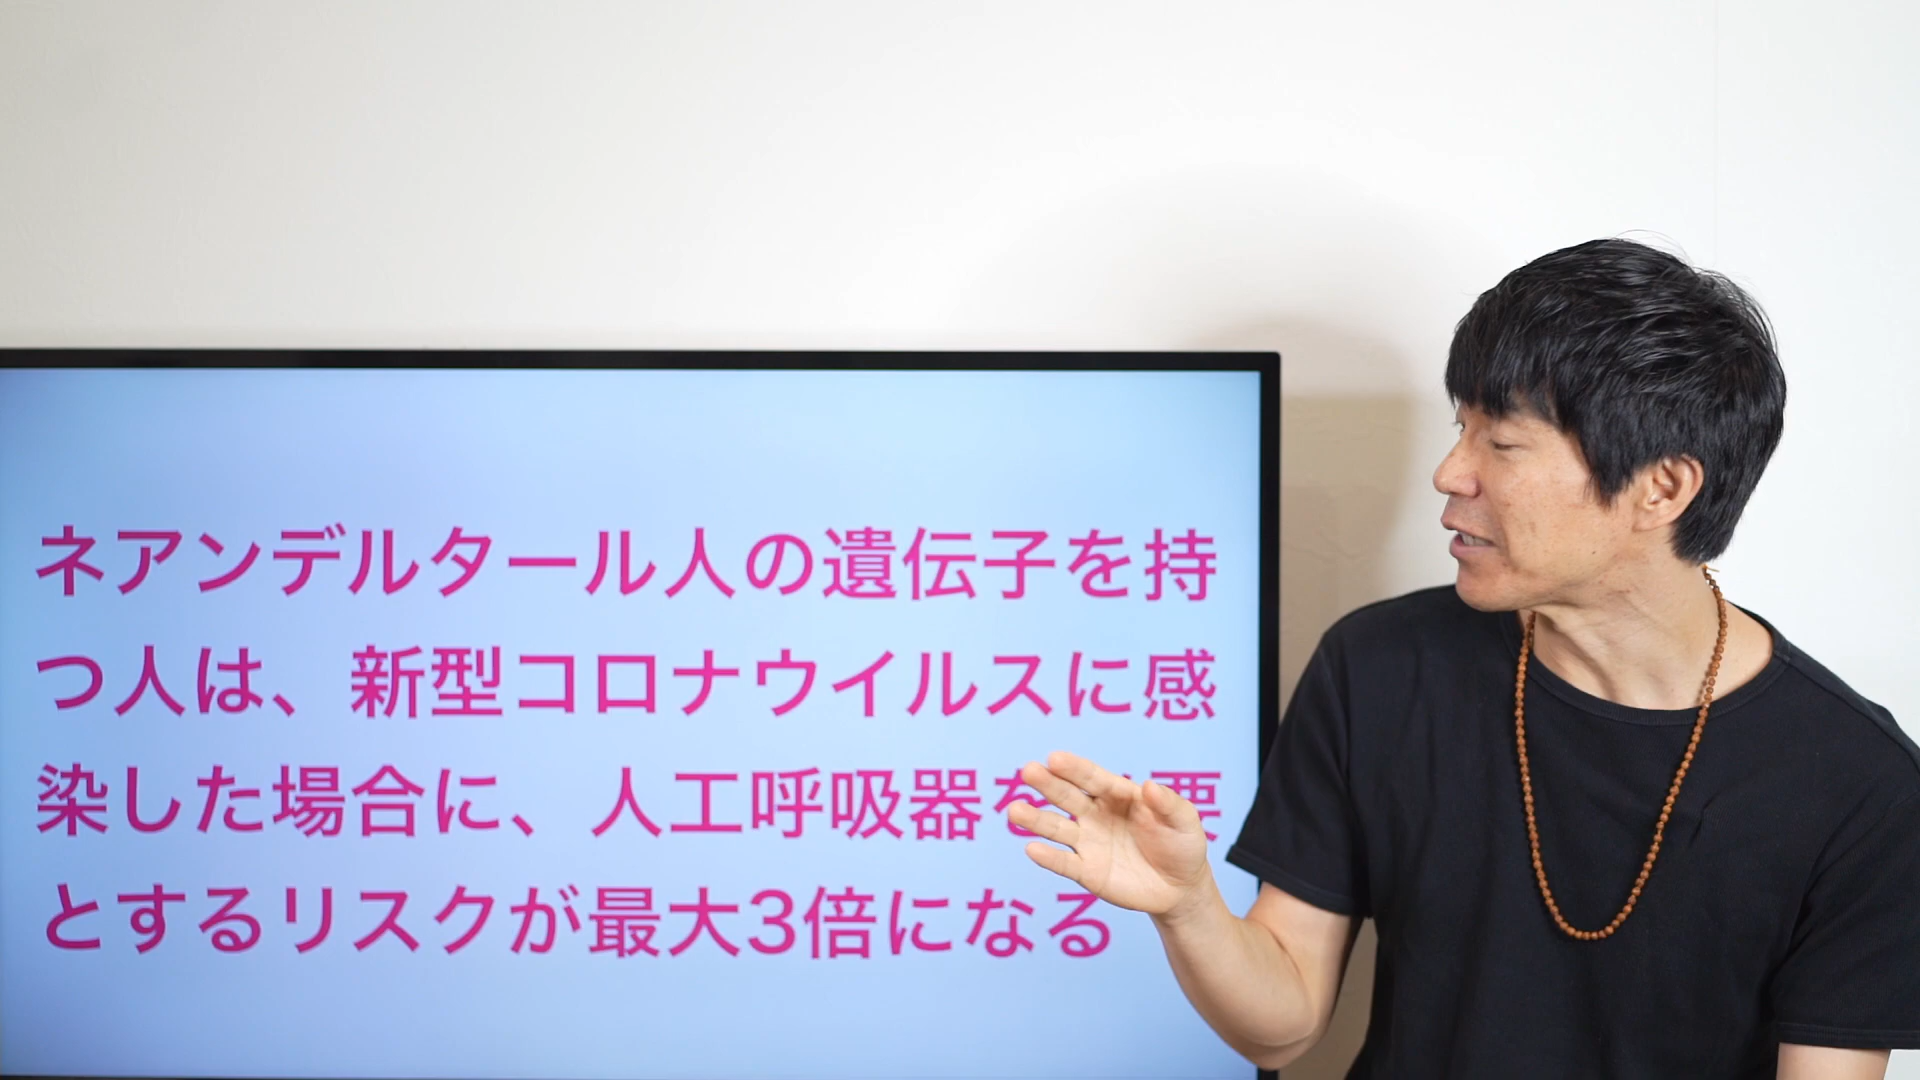 ネアンデルタール人の遺伝子を持
つ人は、新型コロナウイルスに感
染した場合に、人工呼吸器を 要
とするリスクが最大3倍になる